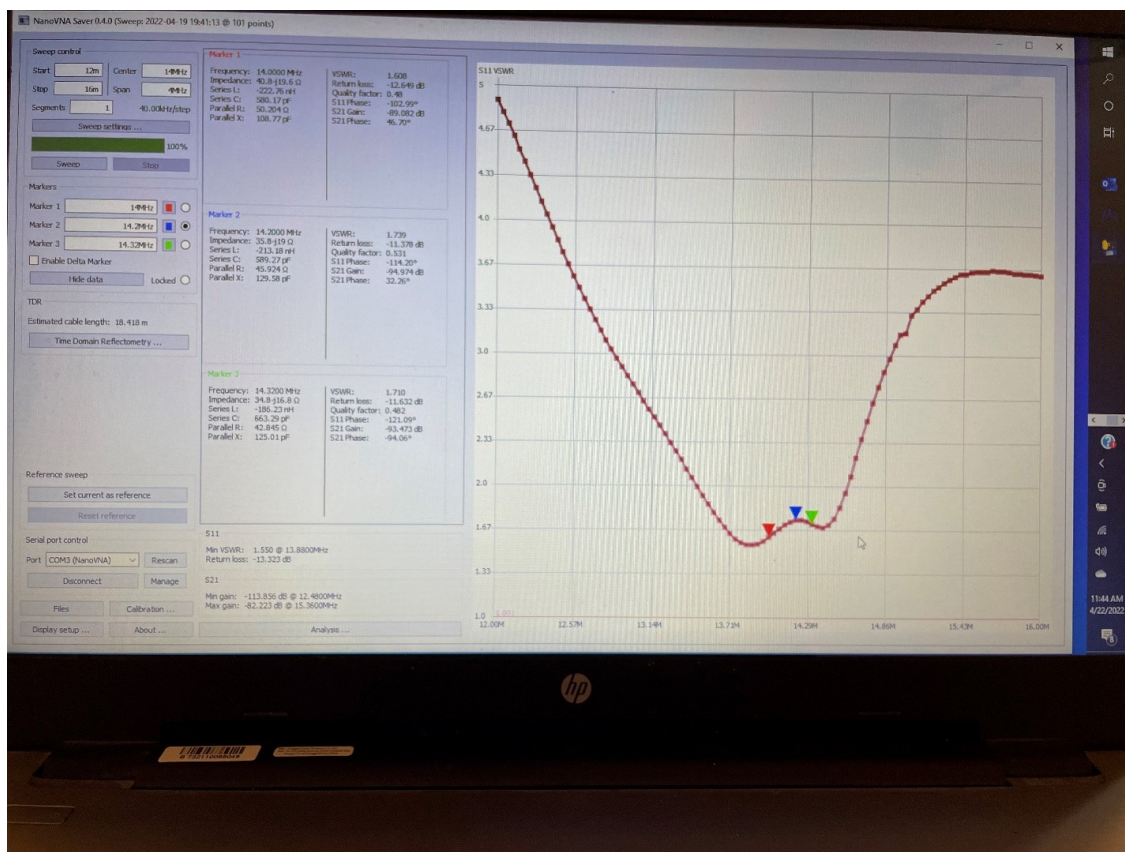 NanoVNA Saver 0.4.0 (Sweep: 2022-04-19 19:41:13 @ 101 points)
Sweep control
Start 12m Center 14MHz
Stop 16m Span 4MHz
Segments 1 40.00kHz/step
Sweep settings ...
100%
Sweep Stop
Markers
Marker 1 14MHz
Marker 2 14.2MHz
Marker 3 14.32MHz
Enable Delta Marker
Hide data Locked
TDR
Estimated cable length: 18.418 m
Time Domain Reflectometry ...
Reference sweep
Set current as reference
Reset reference
Serial port control
Port COM3 (NanoVNA) Rescan
Disconnect Manage
Files Calibration ...
Display setup ... About ...
Marker 1
Frequency: 14.0000 MHz
Impedance: 40.8-j19.6 Ω
Series L: -222.76 nH
Series C: 580.17 pF
Parallel R: 50.204 Ω
Parallel X: 108.77 pF
VSWR: 1.608
Return loss: -12.649 dB
Quality factor: 0.48
S11 Phase: -102.99°
S21 Gain: -89.082 dB
S21 Phase: 46.70°
Marker 2
Frequency: 14.2000 MHz
Impedance: 35.8-j19 Ω
Series L: -213.18 nH
Series C: 589.27 pF
Parallel R: 45.924 Ω
Parallel X: 129.58 pF
VSWR: 1.739
Return loss: -11.378 dB
Quality factor: 0.531
S11 Phase: -114.20°
S21 Gain: -94.974 dB
S21 Phase: 32.26°
Marker 3
Frequency: 14.3200 MHz
Impedance: 34.8-j16.8 Ω
Series L: -186.23 nH
Series C: 663.29 pF
Parallel R: 42.845 Ω
Parallel X: 125.01 pF
VSWR: 1.710
Return loss: -11.632 dB
Quality factor: 0.482
S11 Phase: -121.09°
S21 Gain: -93.473 dB
S21 Phase: -94.06°
S11
Min VSWR: 1.550 @ 13.8800MHz
Return loss: -13.323 dB
S21
Min gain: -113.856 dB @ 12.4800MHz
Max gain: -82.223 dB @ 15.3600MHz
Analysis ...
S11 VSWR
5
4.67
4.33
4.0
3.67
3.33
3.0
2.67
2.33
2.0
1.67
1.33
1.0
12.00M 12.57M 13.14M 13.71M 14.29M 14.86M 15.43M 16.00M
11:44 AM
4/22/2022
8
hp